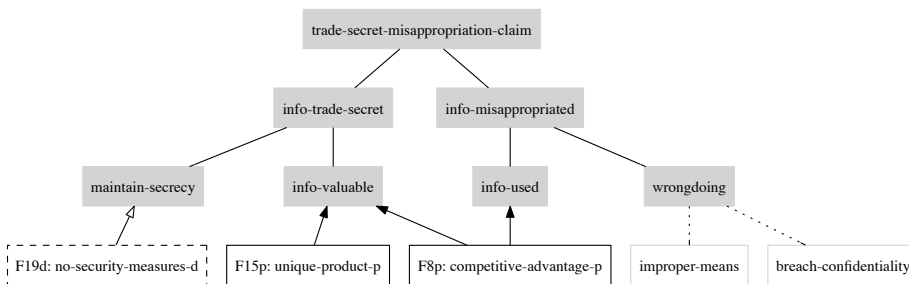 trade-secret-misappropriation-claim
info-trade-secret
info-misappropriated
maintain-secrecy
info-valuable
info-used
wrongdoing
F19d: no-security-measures-d
F15p: unique-product-p
F8p: competitive-advantage-p
improper-means
breach-confidentiality